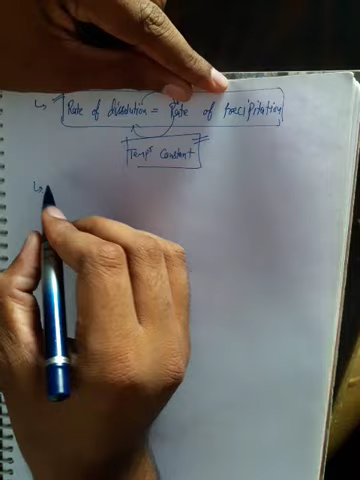 ↳ Rate of dissolution = Rate of precipitation
Temp^r Constant
↳